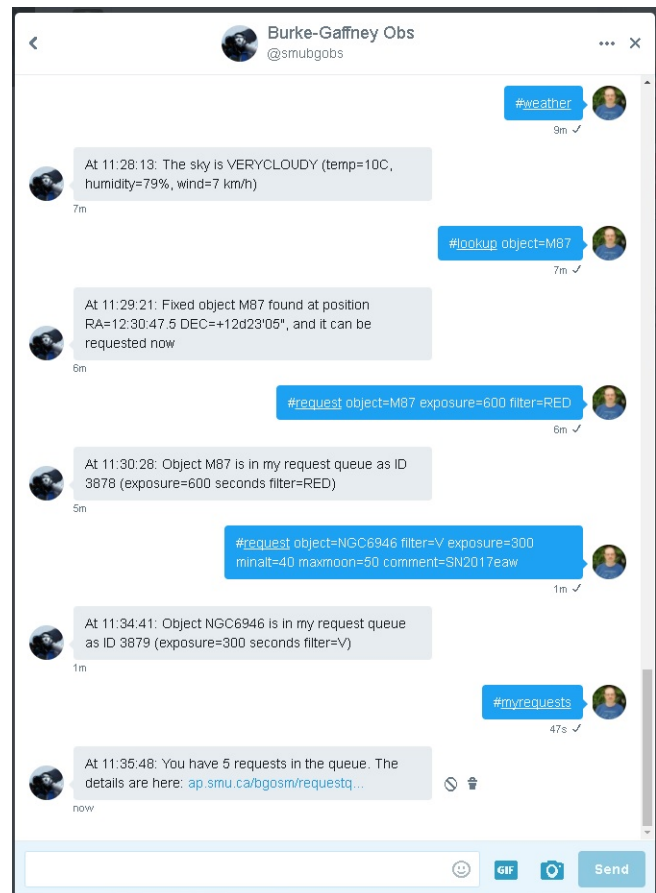 Burke-Gaffney Obs
@smubgobs
#weather
9m ✓
At 11:28:13: The sky is VERYCLOUDY (temp=10C,
humidity=79%, wind=7 km/h)
7m
#lookup object=M87
7m ✓
At 11:29:21: Fixed object M87 found at position
RA=12:30:47.5 DEC=+12d23'05", and it can be
requested now
6m
#request object=M87 exposure=600 filter=RED
6m ✓
At 11:30:28: Object M87 is in my request queue as ID
3878 (exposure=600 seconds filter=RED)
5m
#request object=NGC6946 filter=V exposure=300
minalt=40 maxmoon=50 comment=SN2017eaw
1m ✓
At 11:34:41: Object NGC6946 is in my request queue
as ID 3879 (exposure=300 seconds filter=V)
1m
#myrequests
47s ✓
At 11:35:48: You have 5 requests in the queue. The
details are here: ap.smu.ca/bgosm/requestq...
now
GIF
Send